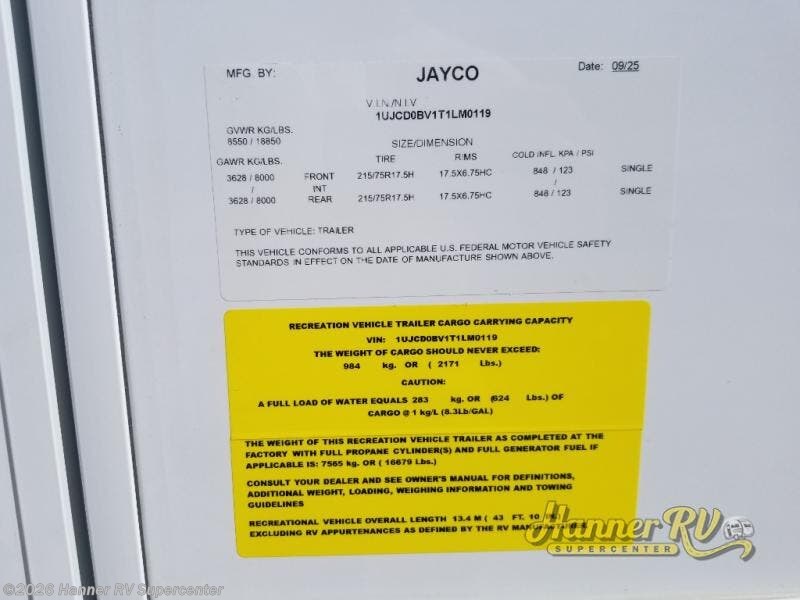 MFG. BY: JAYCO Date: 09/25
V.I.N./N.I.V.
1UJCD0BV1T1LM0119
GVWR KG/LBS.
8550 / 18850
SIZE/DIMENSION
GAWR KG/LBS. TIRE RIMS COLD INFL. KPA / PSI
3628 / 8000 FRONT 215/75R17.5H 17.5X6.75HC 848 / 123 SINGLE
/ INT /
3628 / 8000 REAR 215/75R17.5H 17.5X6.75HC 848 / 123 SINGLE
TYPE OF VEHICLE: TRAILER
THIS VEHICLE CONFORMS TO ALL APPLICABLE U.S. FEDERAL MOTOR VEHICLE SAFETY
STANDARDS IN EFFECT ON THE DATE OF MANUFACTURE SHOWN ABOVE.
RECREATION VEHICLE TRAILER CARGO CARRYING CAPACITY
VIN: 1UJCD0BV1T1LM0119
THE WEIGHT OF CARGO SHOULD NEVER EXCEED:
984 kg. OR ( 2171 Lbs.)
CAUTION:
A FULL LOAD OF WATER EQUALS 283 kg. OR (624 Lbs.) OF
CARGO @ 1 kg/L (8.3Lb/GAL)
THE WEIGHT OF THIS RECREATION VEHICLE TRAILER AS COMPLETED AT THE
FACTORY WITH FULL PROPANE CYLINDER(S) AND FULL GENERATOR FUEL IF
APPLICABLE IS: 7565 kg. OR ( 16679 Lbs.)
CONSULT YOUR DEALER AND SEE OWNER'S MANUAL FOR DEFINITIONS,
ADDITIONAL WEIGHT, LOADING, WEIGHING INFORMATION AND TOWING
GUIDELINES
RECREATIONAL VEHICLE OVERALL LENGTH 13.4 M ( 43 FT. 10 IN.)
EXCLUDING RV APPURTENANCES AS DEFINED BY THE RV MANUFACTURER
Hanner RV
SUPERCENTER
©2026 Hanner RV Supercenter